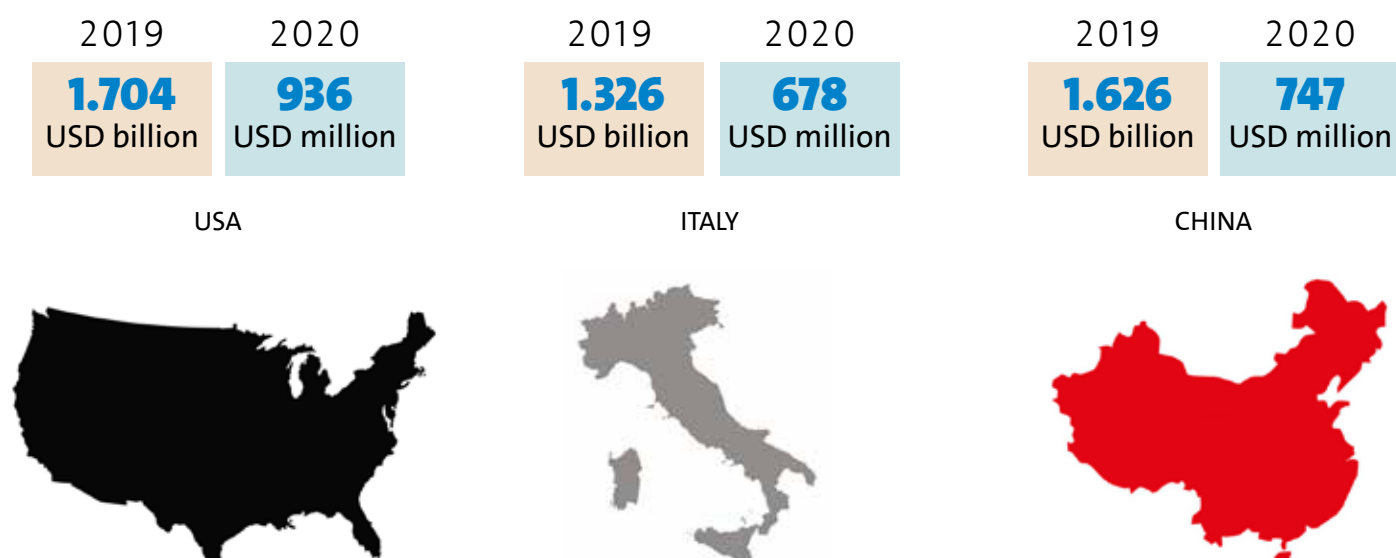 2019 2020
1.704 936
USD billion USD million
USA
2019 2020
1.326 678
USD billion USD million
ITALY
2019 2020
1.626 747
USD billion USD million
CHINA